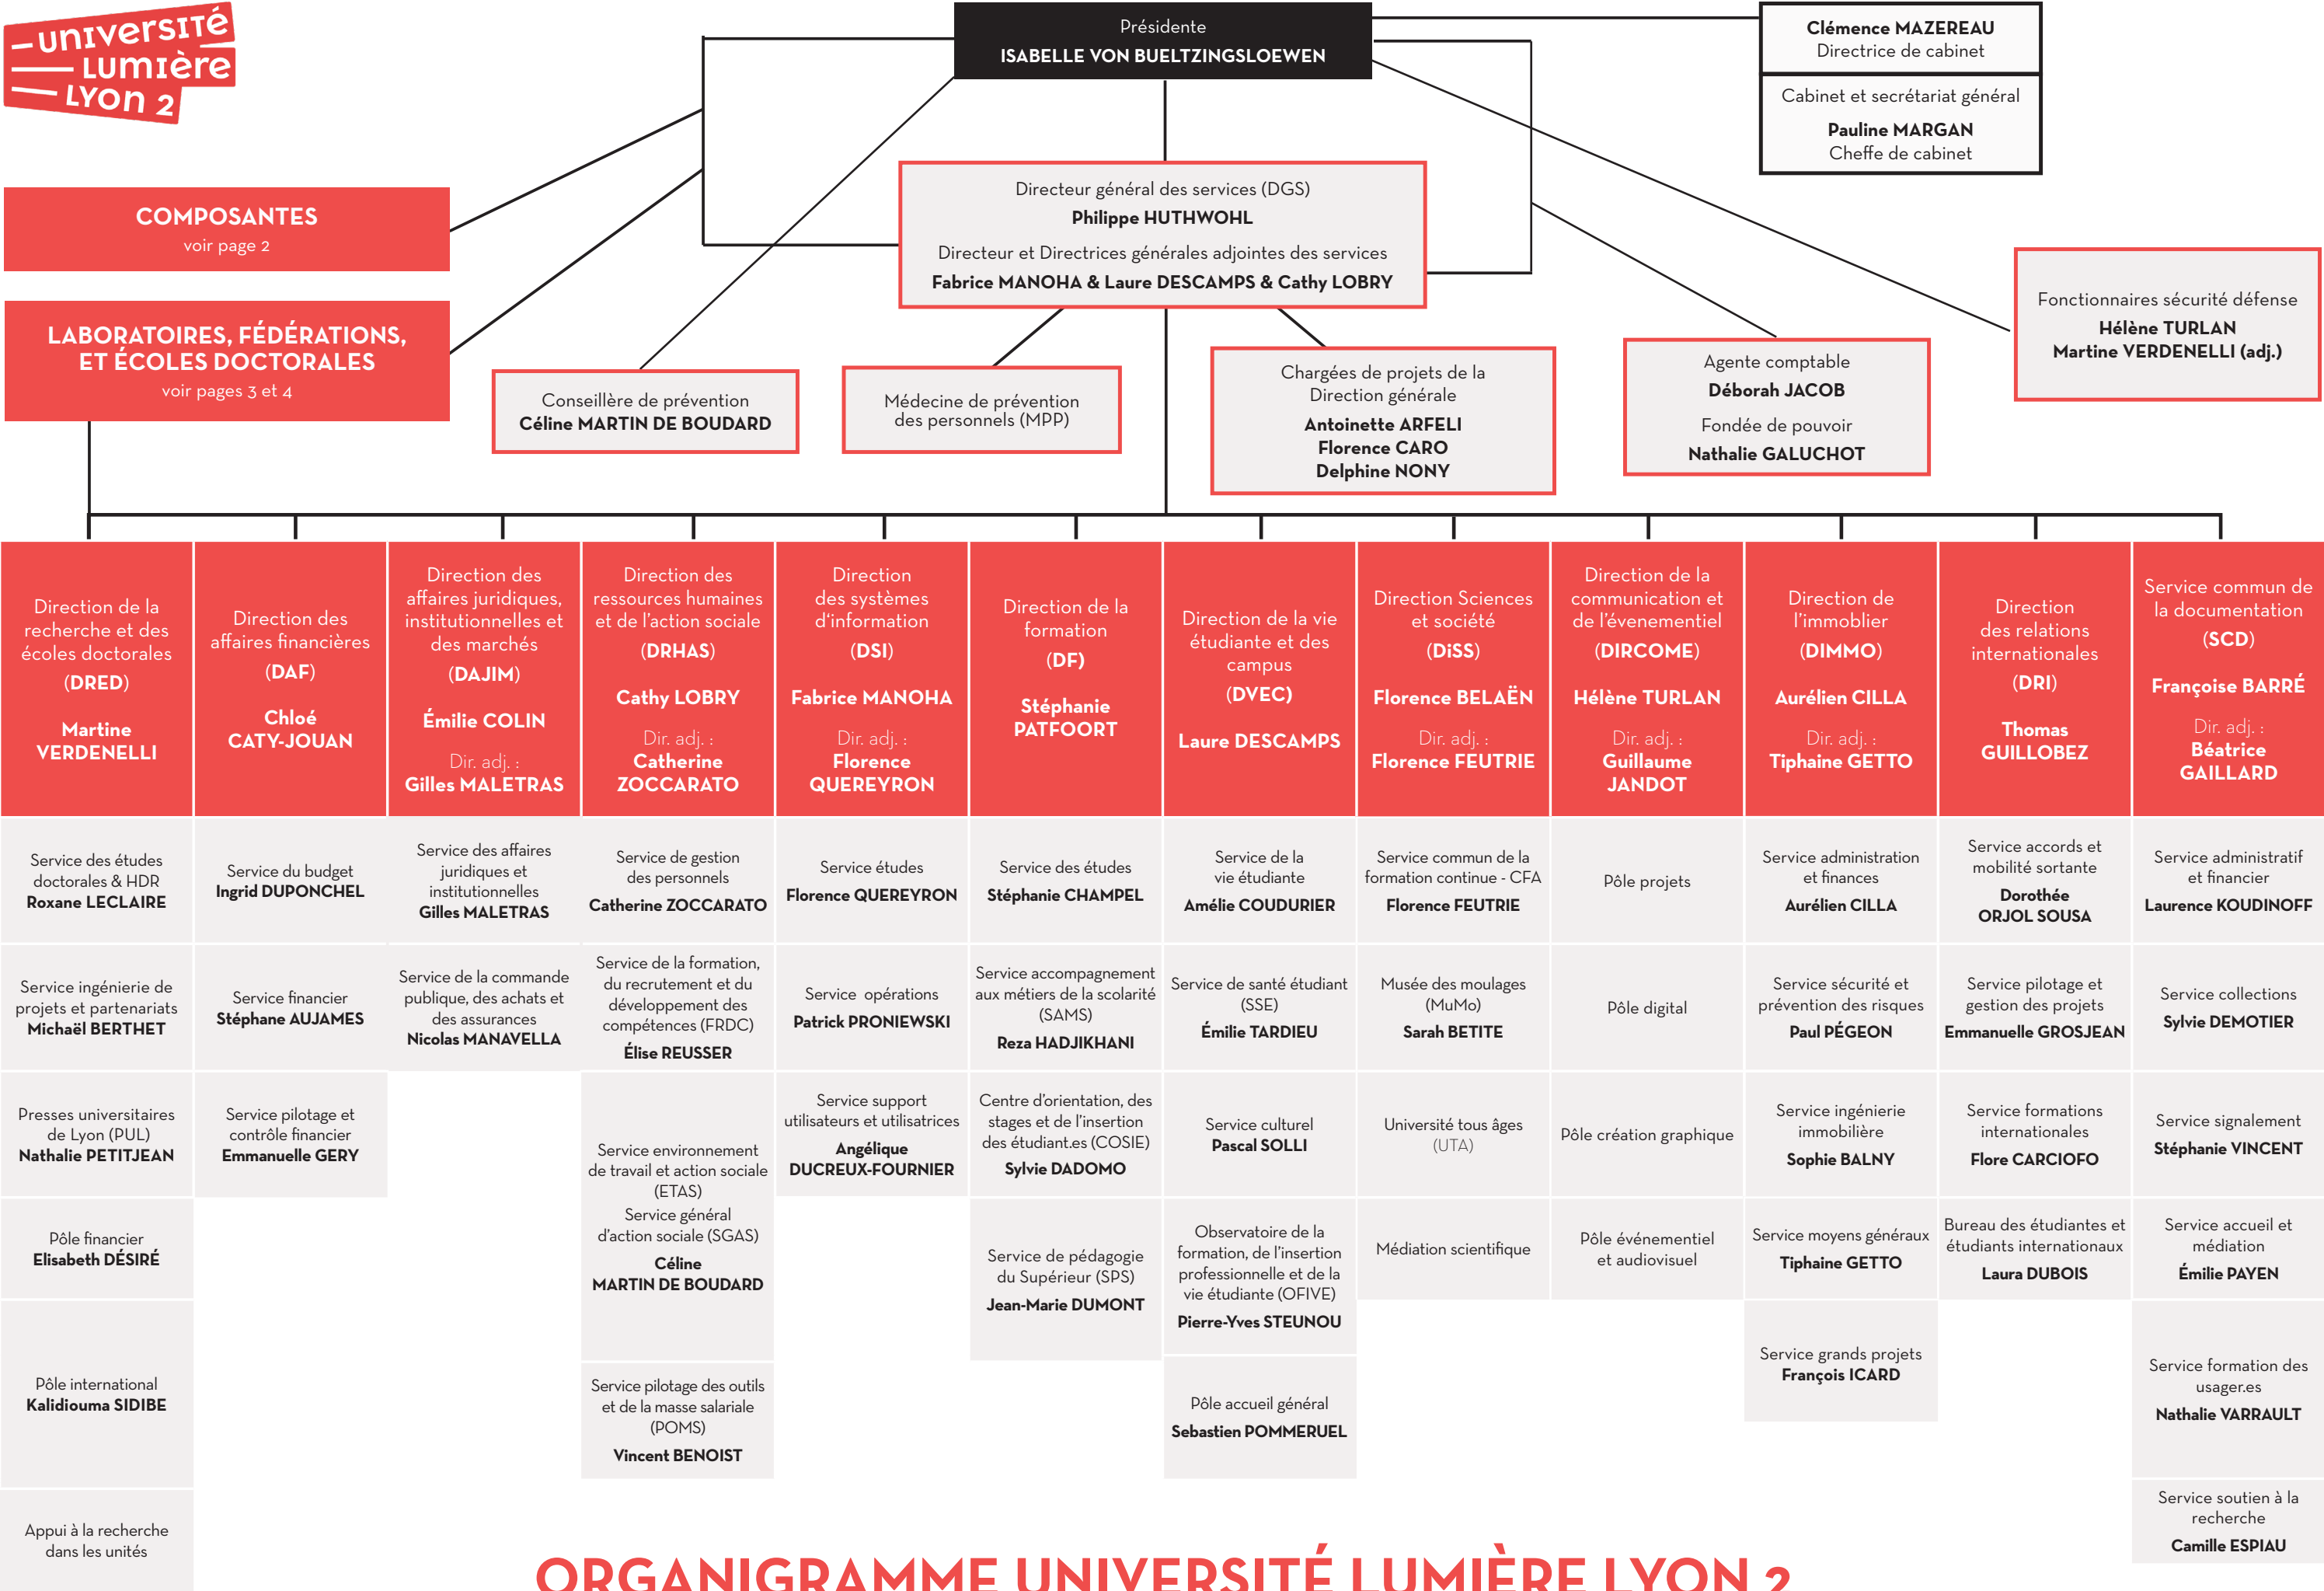 université
Lumière
Lyon 2
Présidente
ISABELLE VON BUELTZINGSLOEWEN
Clémence MAZEREAU
Directrice de cabinet
Cabinet et secrétariat général
Pauline MARGAN
Cheffe de cabinet
COMPOSANTES
voir page 2
LABORATOIRES, FÉDÉRATIONS,
ET ÉCOLES DOCTORALES
voir pages 3 et 4
Directeur général des services (DGS)
Philippe HUTHWOHL
Directeur et Directrices générales adjointes des services
Fabrice MANOHA & Laure DESCAMPS & Cathy LOBRY
Conseillère de prévention
Céline MARTIN DE BOUDARD
Médecine de prévention
des personnels (MPP)
Chargées de projets de la
Direction générale
Antoinette ARFELI
Florence CARO
Delphine NONY
Agente comptable
Déborah JACOB
Fondée de pouvoir
Nathalie GALUCHOT
Fonctionnaires sécurité défense
Hélène TURLAN
Martine VERDENELLI (adj.)
Direction de la
recherche et des
écoles doctorales
(DRED)
Martine
VERDENELLI
Service des études
doctorales & HDR
Roxane LECLAIRE
Service ingénierie de
projets et partenariats
Michaël BERTHET
Presses universitaires
de Lyon (PUL)
Nathalie PETITJEAN
Pôle financier
Elisabeth DÉSIRÉ
Pôle international
Kalidiouma SIDIBE
Appui à la recherche
dans les unités
Direction des
affaires financières
(DAF)
Chloé
CATY-JOUAN
Service du budget
Ingrid DUPONCHEL
Service financier
Stéphane AUJAMES
Service pilotage et
contrôle financier
Emmanuelle GERY
Direction des
affaires juridiques,
institutionnelles et
des marchés
(DAJIM)
Émilie COLIN
Dir. adj. :
Gilles MALETRAS
Service des affaires
juridiques et
institutionnelles
Gilles MALETRAS
Service de la commande
publique, des achats et
des assurances
Nicolas MANAVELLA
Direction des
ressources humaines
et de l'action sociale
(DRHAS)
Cathy LOBRY
Dir. adj. :
Catherine
ZOCCARATO
Service de gestion
des personnels
Catherine ZOCCARATO
Service de la formation,
du recrutement et du
développement des
compétences (FRDC)
Élise REUSSER
Service environnement
de travail et action sociale
(ETAS)
Service général
d'action sociale (SGAS)
Céline
MARTIN DE BOUDARD
Service pilotage des outils
et de la masse salariale
(POMS)
Vincent BENOIST
Direction
des systèmes
d'information
(DSI)
Fabrice MANOHA
Dir. adj. :
Florence
QUEREYRON
Service études
Florence QUEREYRON
Service opérations
Patrick PRONIEWSKI
Service support
utilisateurs et utilisatrices
Angélique
DUCREUX-FOURNIER
Direction de la
formation
(DF)
Stéphanie
PATFOORT
Service des études
Stéphanie CHAMPEL
Service accompagnement
aux métiers de la scolarité
(SAMS)
Reza HADJIKHANI
Centre d'orientation, des
stages et de l'insertion
des étudiant.es (COSIE)
Sylvie DADOMO
Service de pédagogie
du Supérieur (SPS)
Jean-Marie DUMONT
Direction de la vie
étudiante et des
campus
(DVEC)
Laure DESCAMPS
Service de la
vie étudiante
Amélie COUDURIER
Service de santé étudiant
(SSE)
Émilie TARDIEU
Service culturel
Pascal SOLLI
Observatoire de la
formation, de l'insertion
professionnelle et de la
vie étudiante (OFIVE)
Pierre-Yves STEUNOU
Pôle accueil général
Sebastien POMMERUEL
Direction Sciences
et société
(DiSS)
Florence BELAËN
Dir. adj. :
Florence FEUTRIE
Service commun de la
formation continue - CFA
Florence FEUTRIE
Musée des moulages
(MuMo)
Sarah BETITE
Université tous âges
(UTA)
Médiation scientifique
Direction de la
communication et
de l'évenementiel
(DIRCOME)
Hélène TURLAN
Dir. adj. :
Guillaume
JANDOT
Pôle projets
Pôle digital
Pôle création graphique
Pôle événementiel
et audiovisuel
Direction de
l'immoblier
(DIMMO)
Aurélien CILLA
Dir. adj. :
Tiphaine GETTO
Service administration
et finances
Aurélien CILLA
Service sécurité et
prévention des risques
Paul PÉGEON
Service ingénierie
immobilière
Sophie BALNY
Service moyens généraux
Tiphaine GETTO
Service grands projets
François ICARD
Direction
des relations
internationales
(DRI)
Thomas
GUILLOBEZ
Service accords et
mobilité sortante
Dorothée
ORJOL SOUSA
Service pilotage et
gestion des projets
Emmanuelle GROSJEAN
Service formations
internationales
Flore CARCIOFO
Bureau des étudiantes et
étudiants internationaux
Laura DUBOIS
Service commun de
la documentation
(SCD)
Françoise BARRÉ
Dir. adj. :
Béatrice
GAILLARD
Service administratif
et financier
Laurence KOUDINOFF
Service collections
Sylvie DEMOTIER
Service signalement
Stéphanie VINCENT
Service accueil et
médiation
Émilie PAYEN
Service formation des
usager.es
Nathalie VARRAULT
Service soutien à la
recherche
Camille ESPIAU
ORGANIGRAMME UNIVERSITÉ LUMIÈRE LYON 2